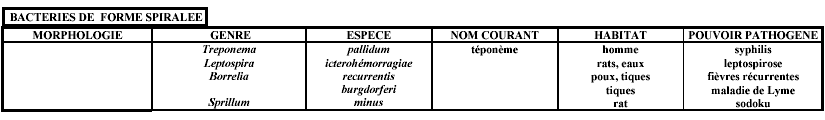 BACTERIES DE FORME SPIRALEE
MORPHOLOGIE GENRE ESPECE NOM COURANT HABITAT POUVOIR PATHOGENE
Treponema pallidum téponème homme syphilis
Leptospira icterohémorragiae rats, eaux leptospirose
Borrelia recurrentis poux, tiques fièvres récurrentes
burgdorferi tiques maladie de Lyme
Sprillum minus rat sodoku